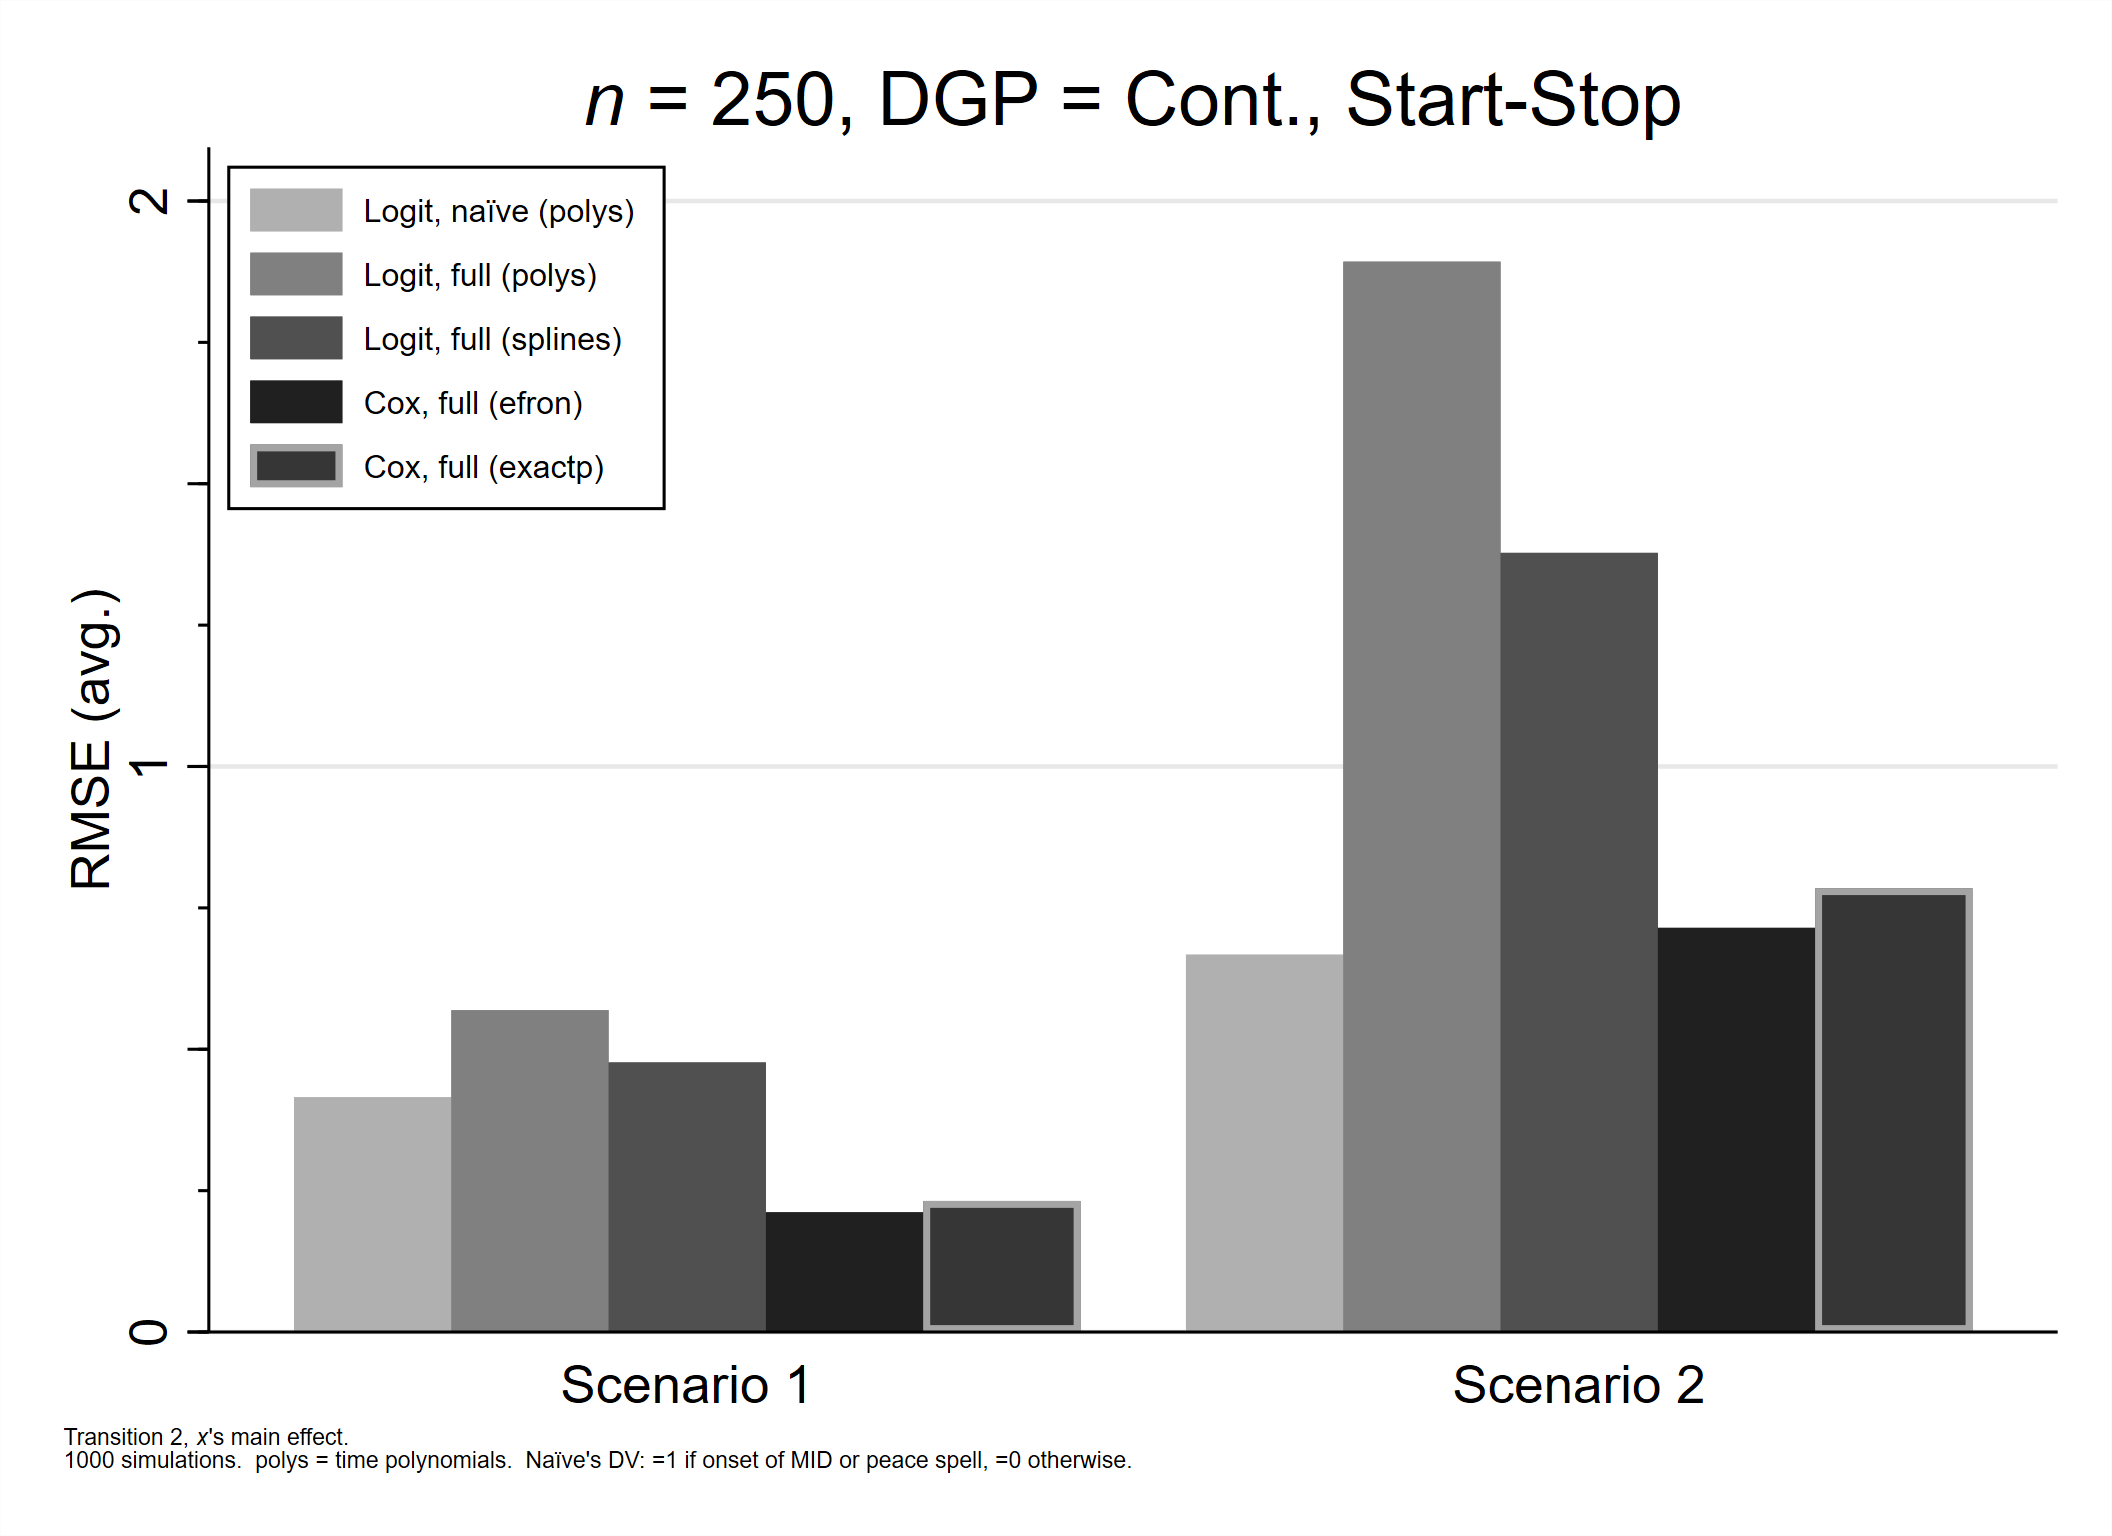 n = 250, DGP = Cont., Start-Stop
Logit, naïve (polys)
Logit, full (polys)
Logit, full (splines)
Cox, full (efron)
Cox, full (exactp)
RMSE (avg.)
2
1
0
Scenario 1
Scenario 2
Transition 2, x's main effect.
1000 simulations.  polys = time polynomials.  Naïve's DV: =1 if onset of MID or peace spell, =0 otherwise.